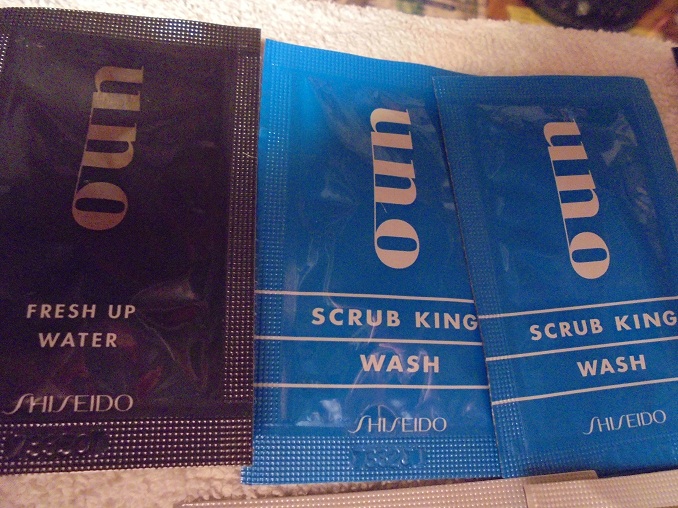 uno
FRESH UP
WATER
SHISEIDO
uno
SCRUB KING
WASH
SHISEIDO
uno
SCRUB KING
WASH
SHISEIDO